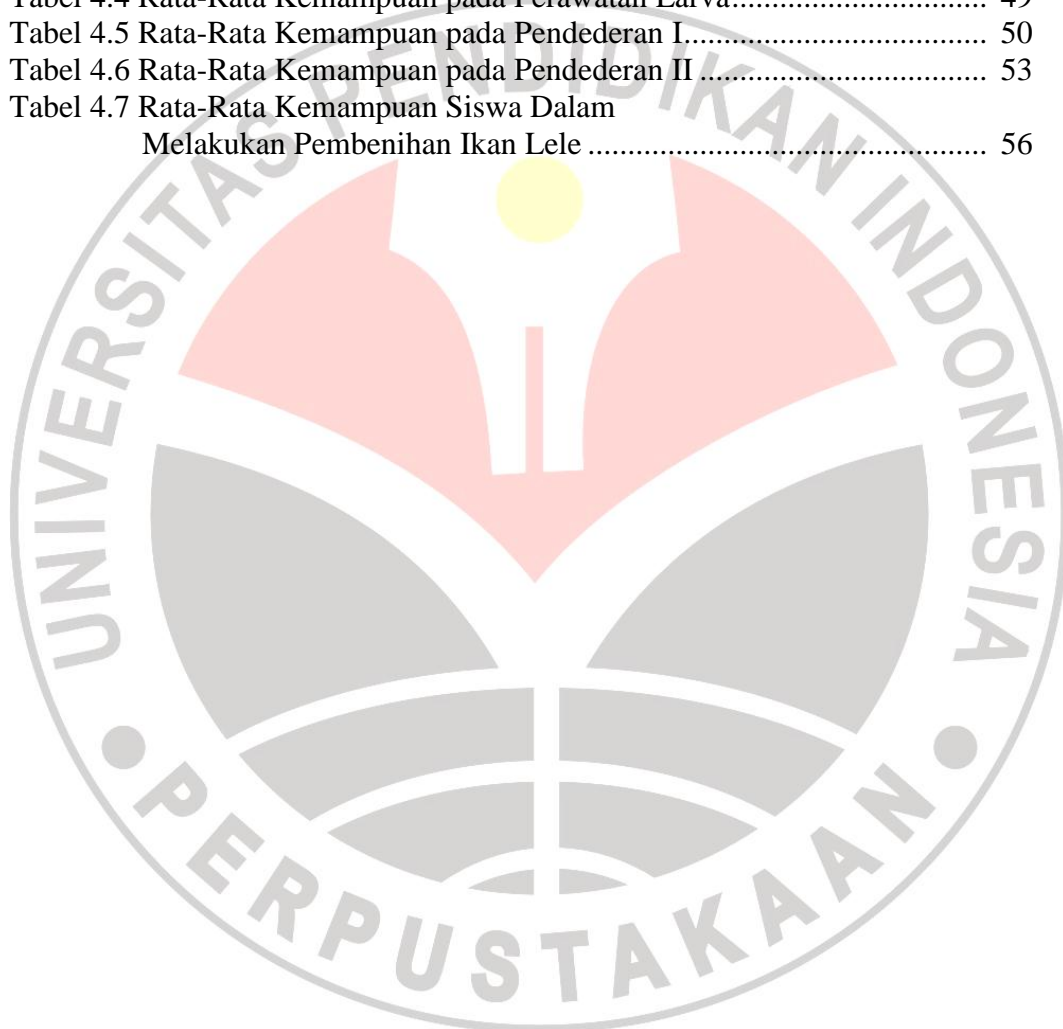 Tabel 4.4 Rata-Rata Kemampuan pada Perawatan Larva................................ 49
Tabel 4.5 Rata-Rata Kemampuan pada Pendederan I...................................... 50
Tabel 4.6 Rata-Rata Kemampuan pada Pendederan II .................................... 53
Tabel 4.7 Rata-Rata Kemampuan Siswa Dalam
Melakukan Pembenihan Ikan Lele .................................................. 56
UNIVERSITAS PENDIDIKAN INDONESIA
PERPUSTAKAAN